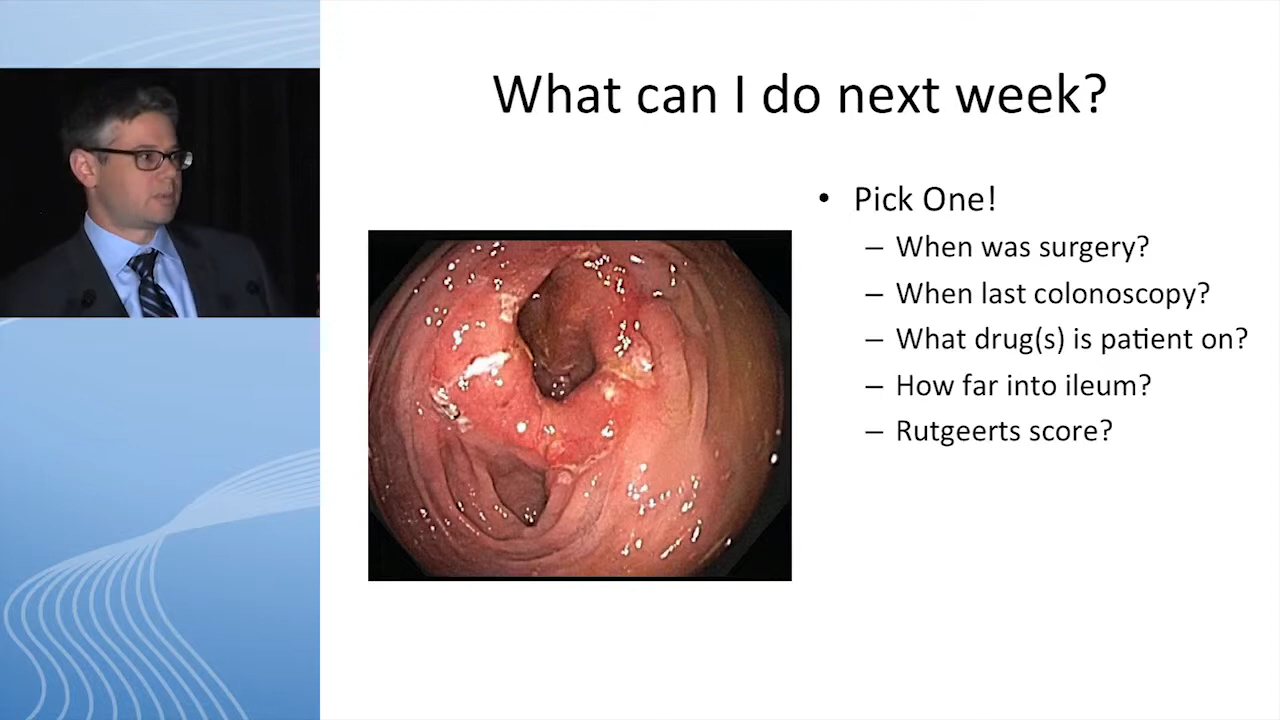 What can I do next week?
• Pick One!
– When was surgery?
– When last colonoscopy?
– What drug(s) is patient on?
– How far into ileum?
– Rutgeerts score?